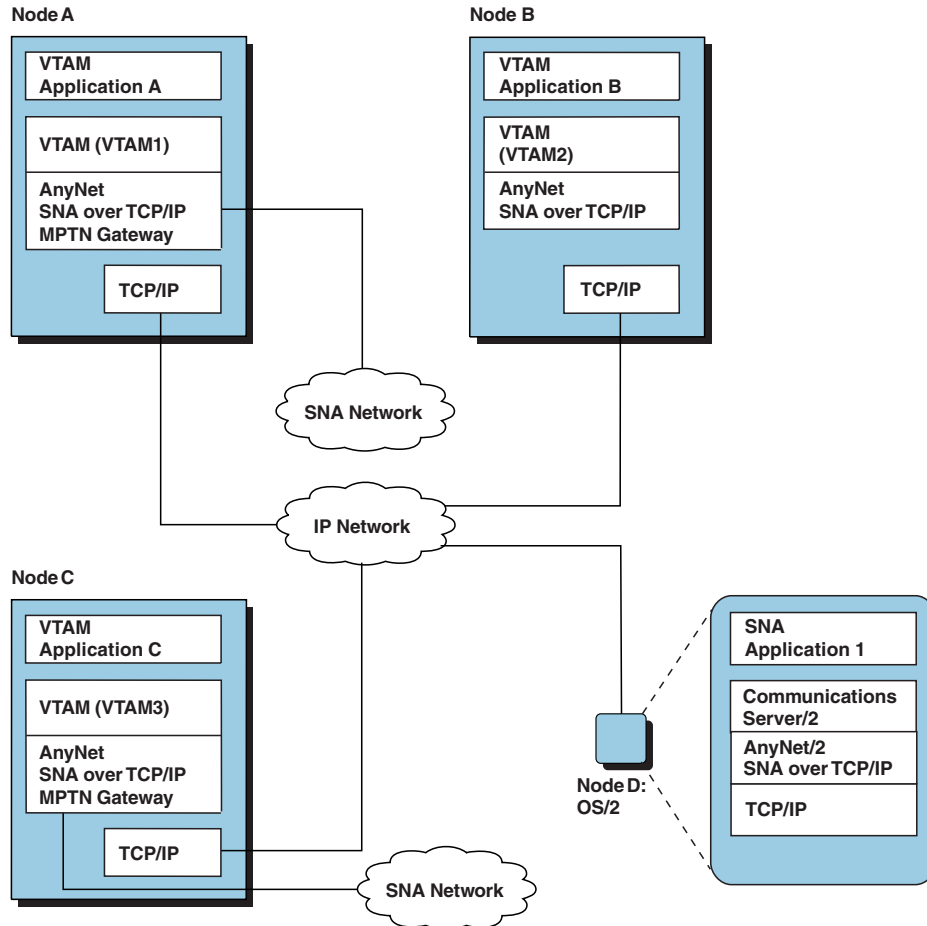 Node A
VTAM
Application A
VTAM (VTAM1)
AnyNet
SNA over TCP/IP
MPTN Gateway
TCP/IP
Node B
VTAM
Application B
VTAM
(VTAM2)
AnyNet
SNA over TCP/IP
TCP/IP
SNA Network
IP Network
Node C
VTAM
Application C
VTAM (VTAM3)
AnyNet
SNA over TCP/IP
MPTN Gateway
TCP/IP
SNA Network
Node D:
OS/2
SNA
Application 1
Communications
Server/2
AnyNet/2
SNA over TCP/IP
TCP/IP